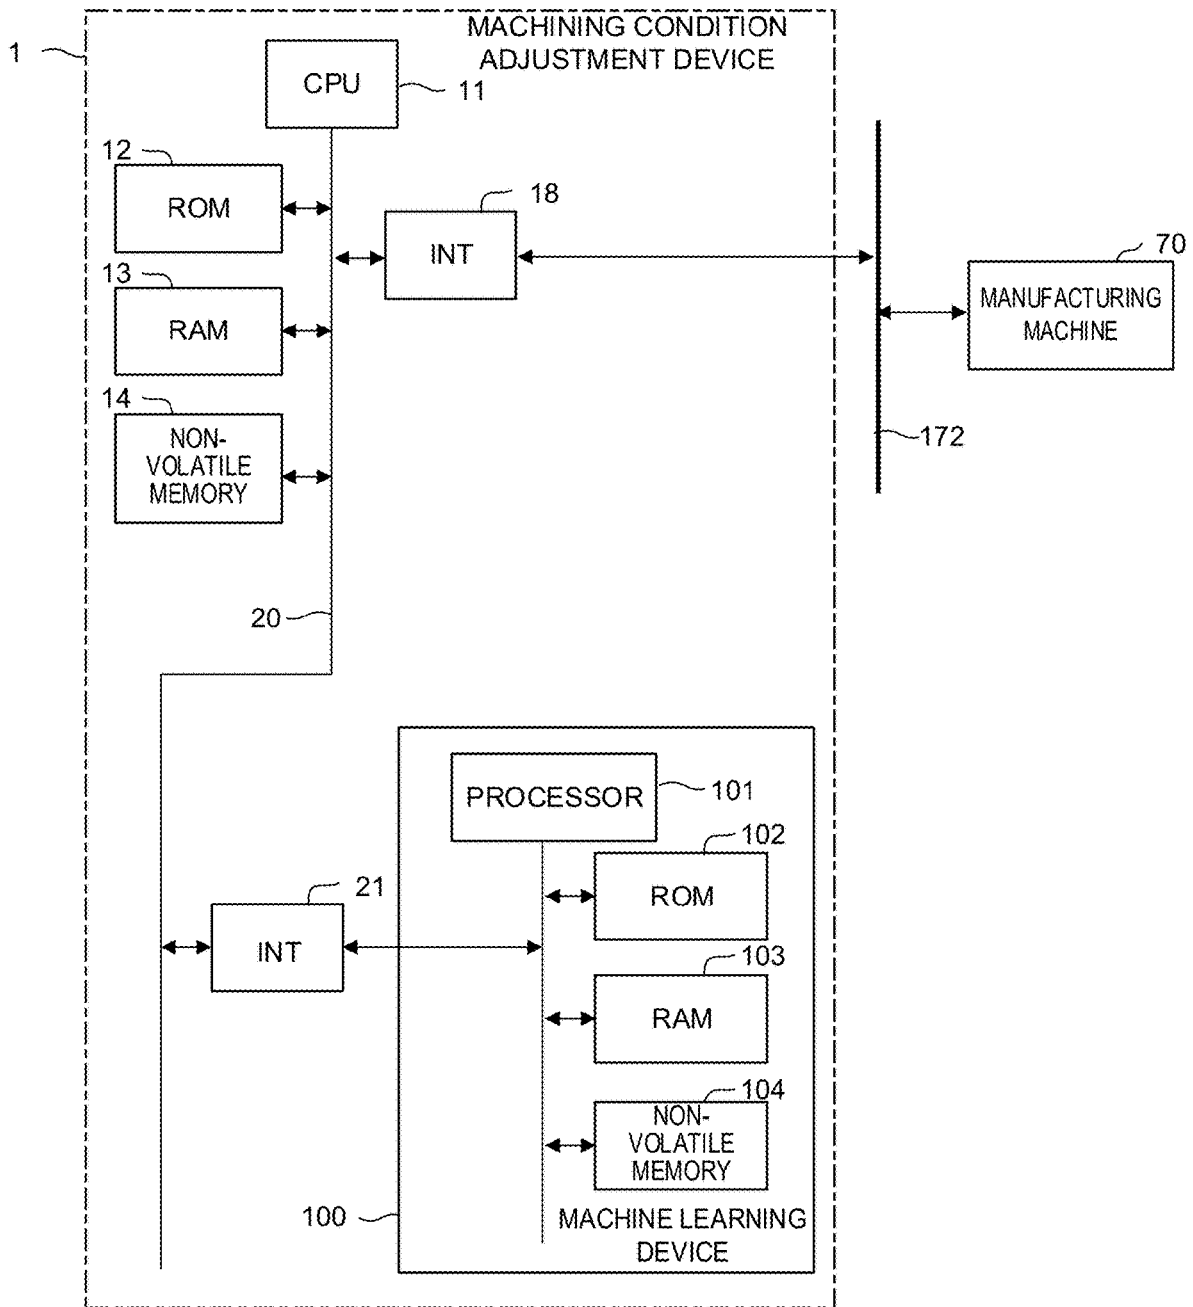 MACHINING CONDITION
ADJUSTMENT DEVICE
1
CPU
11
12
ROM
18
INT
13
RAM
70
MANUFACTURING
MACHINE
14
NON-
VOLATILE
MEMORY
172
20
PROCESSOR
101
102
ROM
21
INT
103
RAM
104
NON-
VOLATILE
MEMORY
100
MACHINE LEARNING
DEVICE